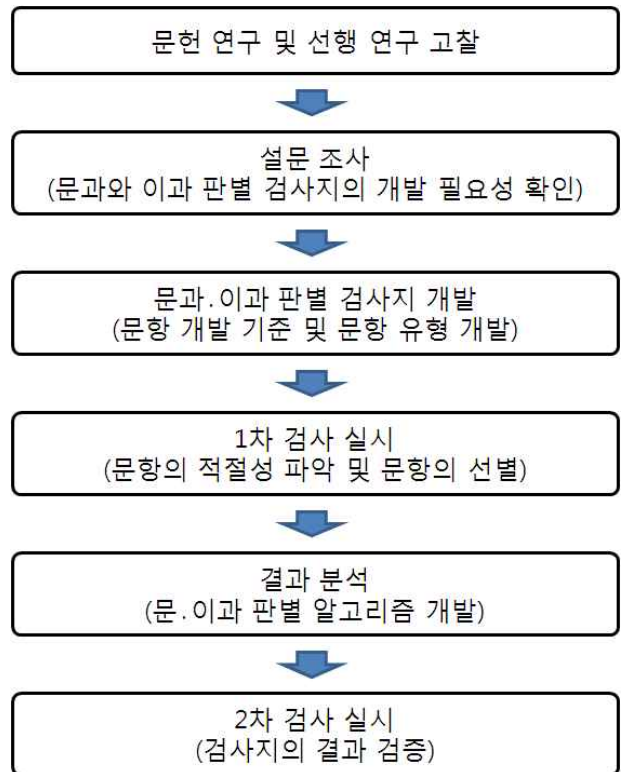 문헌 연구 및 선행 연구 고찰
설문 조사
(문과와 이과 판별 검사지의 개발 필요성 확인)
문과.이과 판별 검사지 개발
(문항 개발 기준 및 문항 유형 개발)
1차 검사 실시
(문항의 적절성 파악 및 문항의 선별)
결과 분석
(문.이과 판별 알고리즘 개발)
2차 검사 실시
(검사지의 결과 검증)